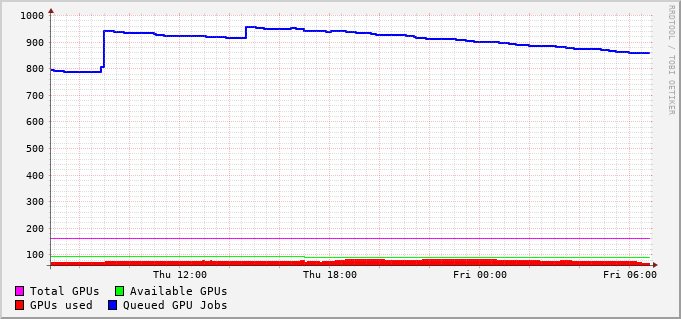 1000
900
800
700
600
500
400
300
200
100
Thu 12:00 Thu 18:00 Fri 00:00 Fri 06:00
Total GPUs Available GPUs
GPUs used Queued GPU Jobs
RRDTOOL / TOBI OETIKER